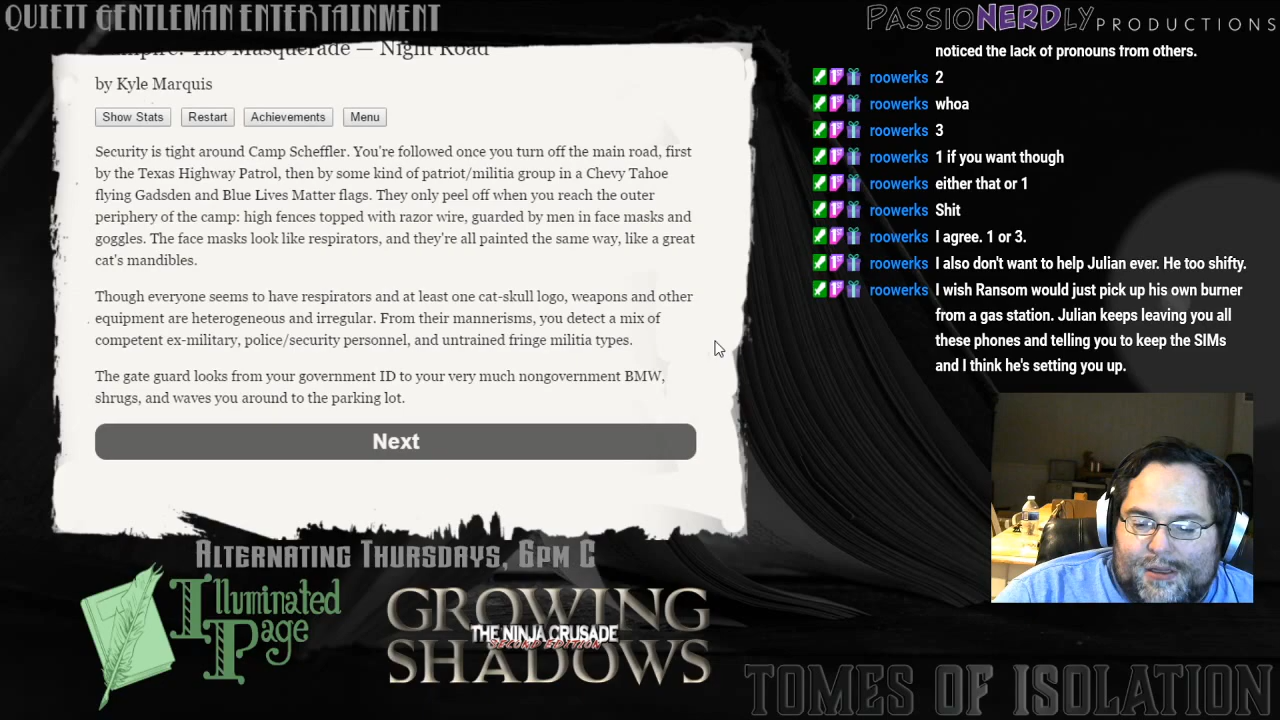 QUIETT GENTLEMAN ENTERTAINMENT
PASSIONERDLY PRODUCTIONS
Vampire: The Masquerade — Night Road
by Kyle Marquis
Show Stats
Restart
Achievements
Menu
Security is tight around Camp Scheffler. You're followed once you turn off the main road, first
by the Texas Highway Patrol, then by some kind of patriot/militia group in a Chevy Tahoe
flying Gadsden and Blue Lives Matter flags. They only peel off when you reach the outer
periphery of the camp: high fences topped with razor wire, guarded by men in face masks and
goggles. The face masks look like respirators, and they're all painted the same way, like a great
cat's mandibles.
Though everyone seems to have respirators and at least one cat-skull logo, weapons and other
equipment are heterogeneous and irregular. From their mannerisms, you detect a mix of
competent ex-military, police/security personnel, and untrained fringe militia types.
The gate guard looks from your government ID to your very much nongovernment BMW,
shrugs, and waves you around to the parking lot.
Next
noticed the lack of pronouns from others.
roowerks 2
roowerks whoa
roowerks 3
roowerks 1 if you want though
roowerks either that or 1
roowerks Shit
roowerks I agree. 1 or 3.
roowerks I also don't want to help Julian ever. He too shifty.
roowerks I wish Ransom would just pick up his own burner
from a gas station. Julian keeps leaving you all
these phones and telling you to keep the SIMs
and I think he's setting you up.
ALTERNATING THURSDAYS, 6PM C
ILLUMINATED
PAGE
GROWING
THE NINJA CRUSADE
SECOND EDITION
SHADOWS
TOMES OF ISOLATION